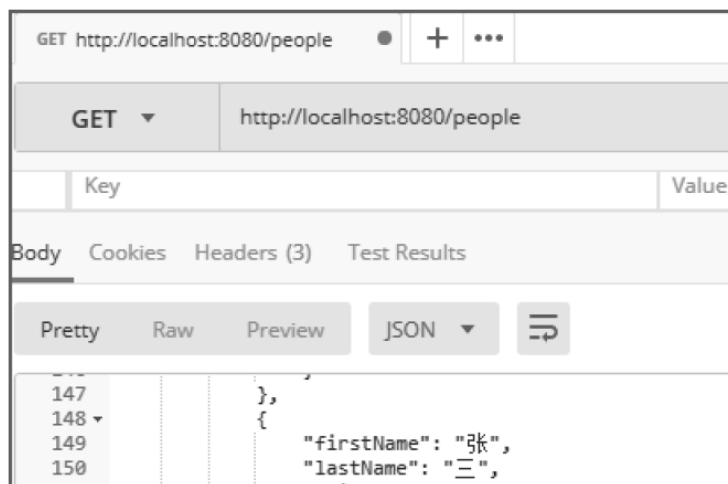 GET http://localhost:8080/people
GET http://localhost:8080/people
Key Value
Body Cookies Headers (3) Test Results
Pretty Raw Preview JSON
147 },
148 {
149 "firstName": "张",
150 "lastName": "三",